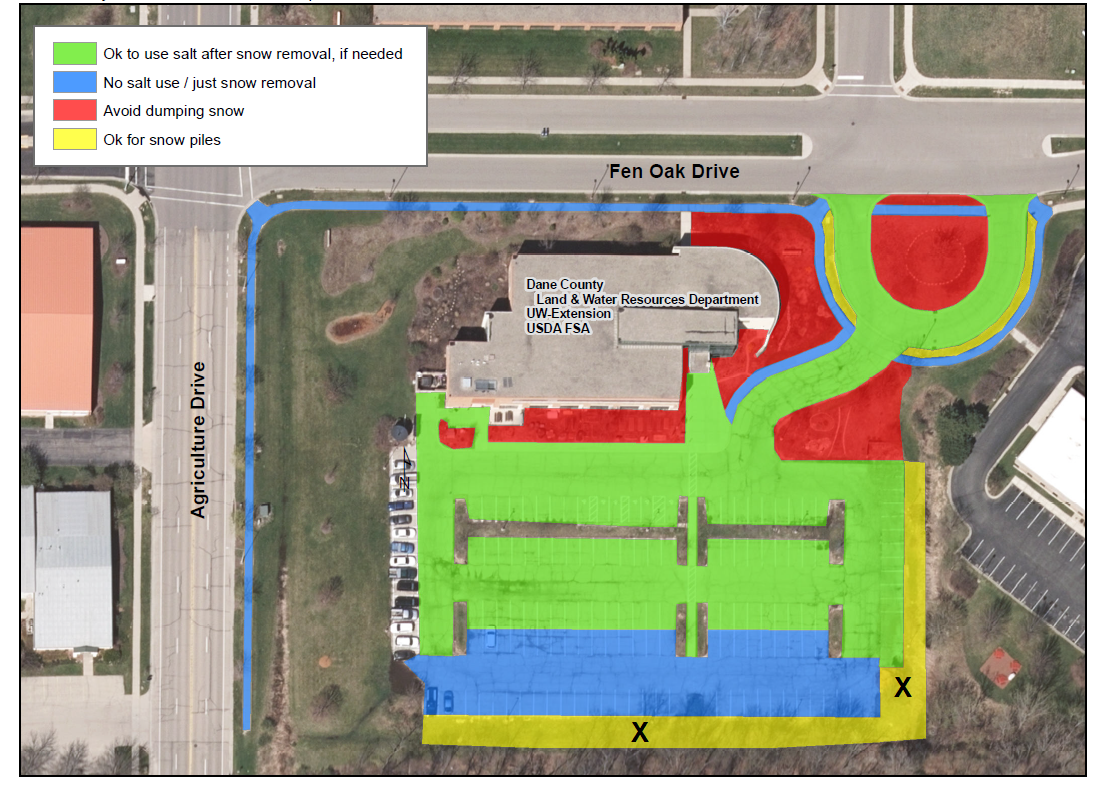 Ok to use salt after snow removal, if needed
No salt use / just snow removal
Avoid dumping snow
Ok for snow piles
Fen Oak Drive
Dane County
Land & Water Resources Department
UW-Extension
USDA FSA
Agriculture Drive
N
X
X